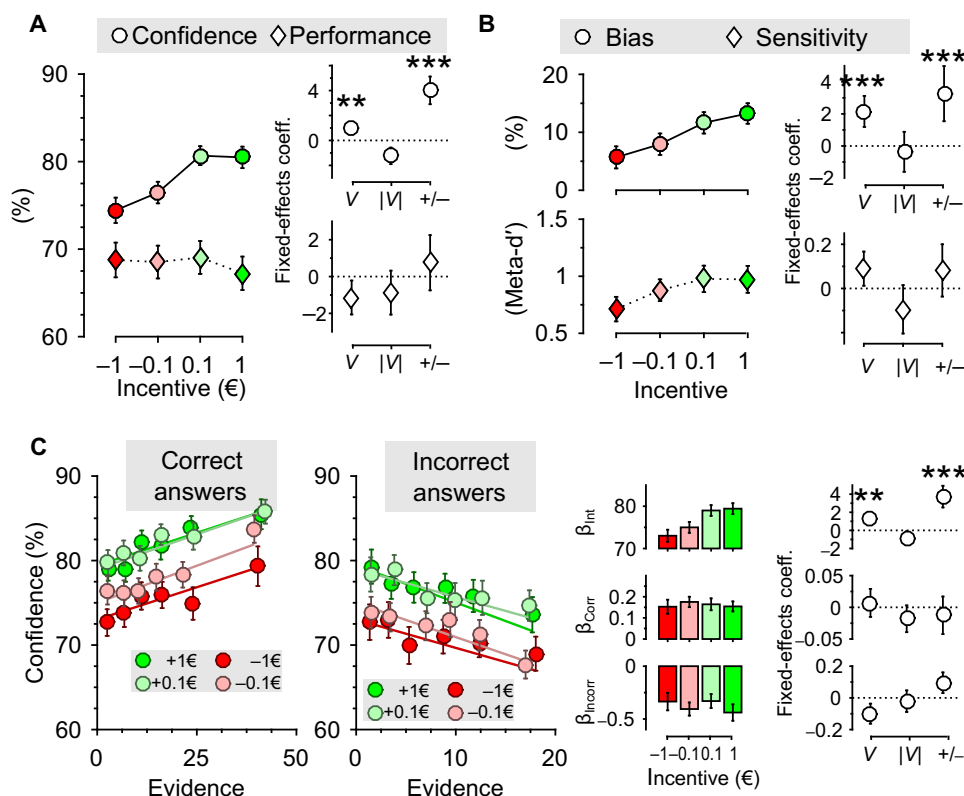 A
Confidence Performance
90
80
70
60
(%)
−1 −0.1 0.1 1
Incentive (€)
Fixed-effects coeff.
4
0
** ***
V |V| +/−
2
0
−2
V |V| +/−
B
Bias Sensitivity
20
10
0
(%)
1
0.5
(Meta-d′)
−1 −0.1 0.1 1
Incentive
Fixed-effects coeff.
4
2
0
−2
*** ***
V |V| +/−
0.2
0
V |V| +/−
C
Correct
answers
90
80
70
60
Confidence (%)
+1€ −1€
+0.1€ −0.1€
0 25 50
Evidence
Incorrect
answers
90
80
70
60
+1€ −1€
+0.1€ −0.1€
0 10 20
Evidence
βInt
80
70
βCorr
0.2
0
βIncorr
0
−0.5
−1 −0.1 0.1 1
Incentive (€)
Fixed-effects coeff.
** ***
4
2
0
−2
0.05
0
−0.05
0.2
0
−0.2
V |V| +/−